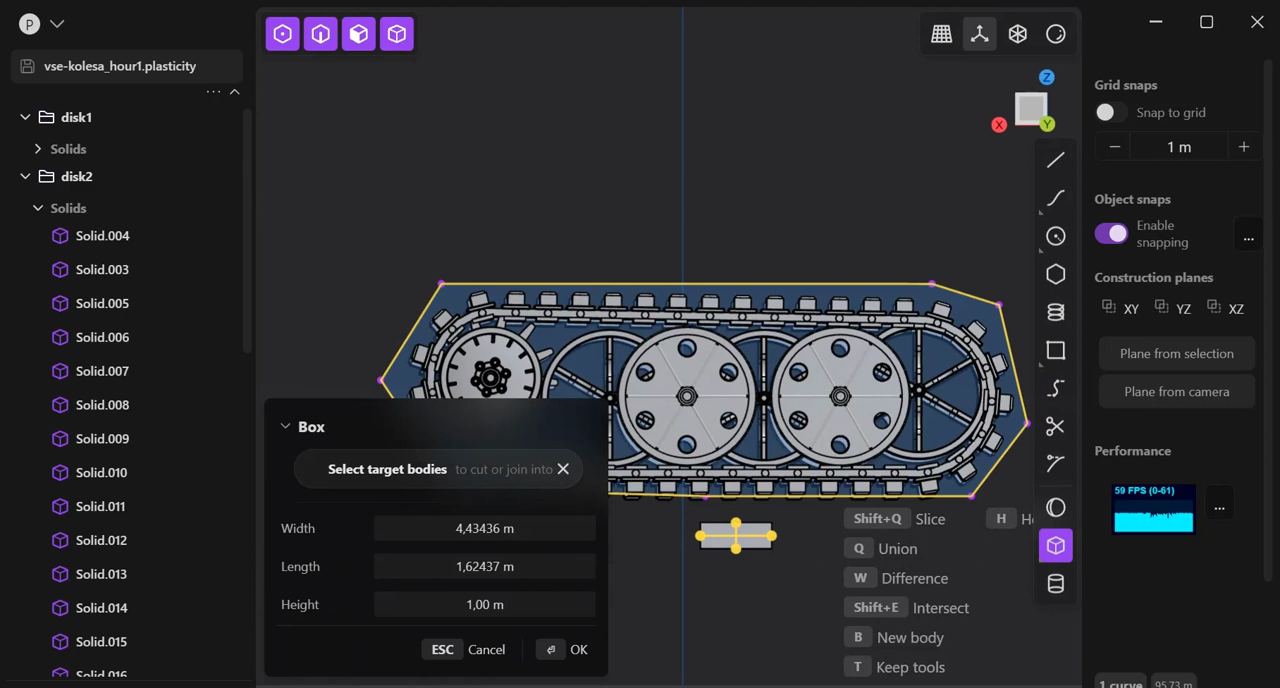 P
vse-kolesa_hour1.plasticity
...
disk1
Solids
disk2
Solids
Solid.004
Solid.003
Solid.005
Solid.006
Solid.007
Solid.008
Solid.009
Solid.010
Solid.011
Solid.012
Solid.013
Solid.014
Solid.015
Solid.016
Z
X
Y
Box
Select target bodies to cut or join into
Width 4,43436 m
Length 1,62437 m
Height 1,00 m
ESC Cancel OK
Shift+Q Slice H
Q Union
W Difference
Shift+E Intersect
B New body
T Keep tools
Grid snaps
Snap to grid
− 1 m +
Object snaps
Enable
snapping
...
Construction planes
XY YZ XZ
Plane from selection
Plane from camera
Performance
59 FPS (0-61)
...
1 curve 95.73 m